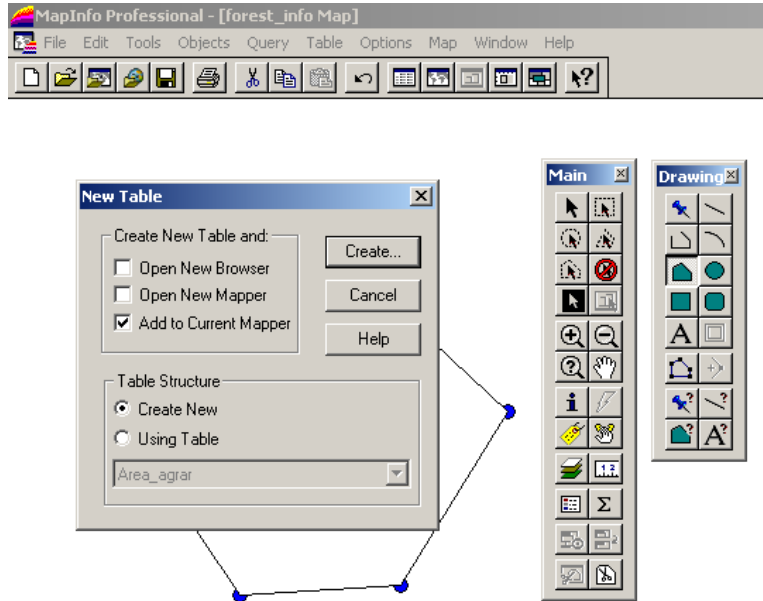 MapInfo Professional - [forest_info Map]
File Edit Tools Objects Query Table Options Map Window Help
New Table
Create New Table and:
Open New Browser
Open New Mapper
Add to Current Mapper
Create...
Cancel
Help
Table Structure
Create New
Using Table
Area_agrar
Main
Drawing